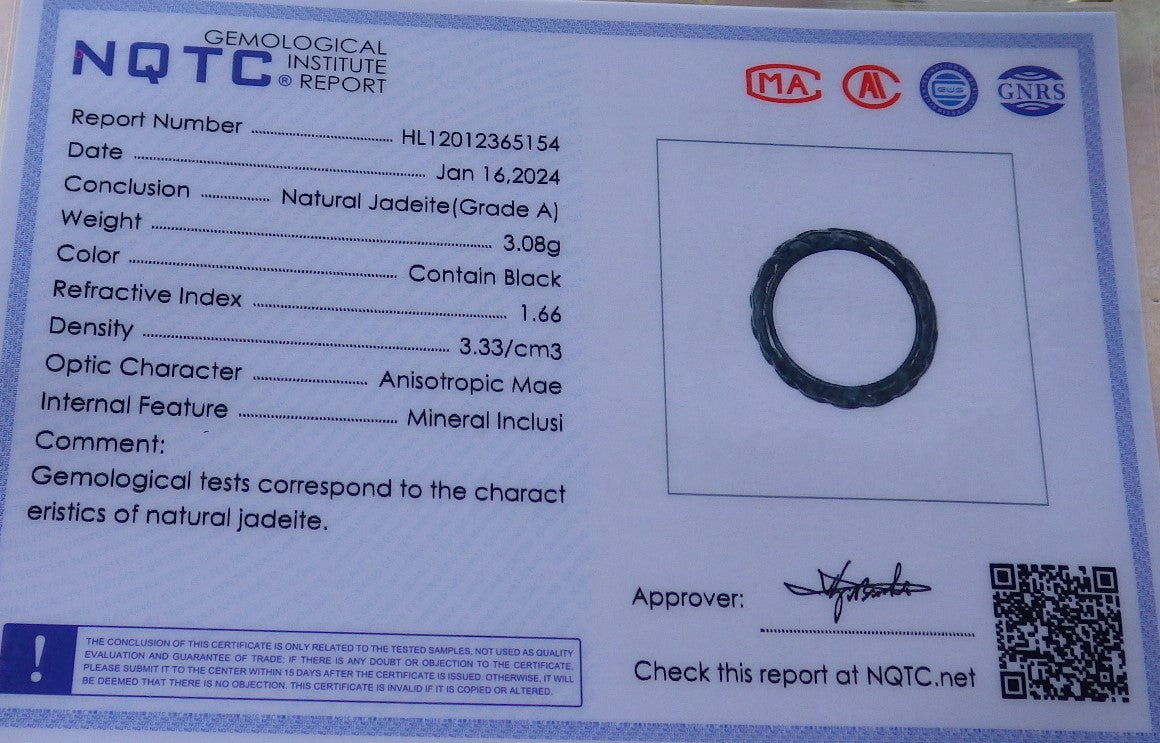 NQTC® GEMOLOGICAL
INSTITUTE
REPORT
MA
AL
CUS
GNRS
Report Number ........ HL12012365154
Date ........ Jan 16,2024
Conclusion ........ Natural Jadeite(Grade A)
Weight ........ 3.08g
Color ........ Contain Black
Refractive Index ........ 1.66
Density ........ 3.33/cm3
Optic Character ........ Anisotropic Mae
Internal Feature ........ Mineral Inclusi
Comment:
Gemological tests correspond to the charact
eristics of natural jadeite.
Approver:
Check this report at NQTC.net
! THE CONCLUSION OF THIS CERTIFICATE IS ONLY RELATED TO THE TESTED SAMPLES, NOT USED AS QUALITY
EVALUATION AND GUARANTEE OF TRADE; IF THERE IS ANY DOUBT OR OBJECTION TO THE CERTIFICATE,
PLEASE SUBMIT IT TO THE CENTER WITHIN 15 DAYS AFTER THE CERTIFICATE IS ISSUED. OTHERWISE, IT WILL
BE DEEMED THAT THERE IS NO OBJECTION. THIS CERTIFICATE IS INVALID IF IT IS COPIED OR ALTERED.